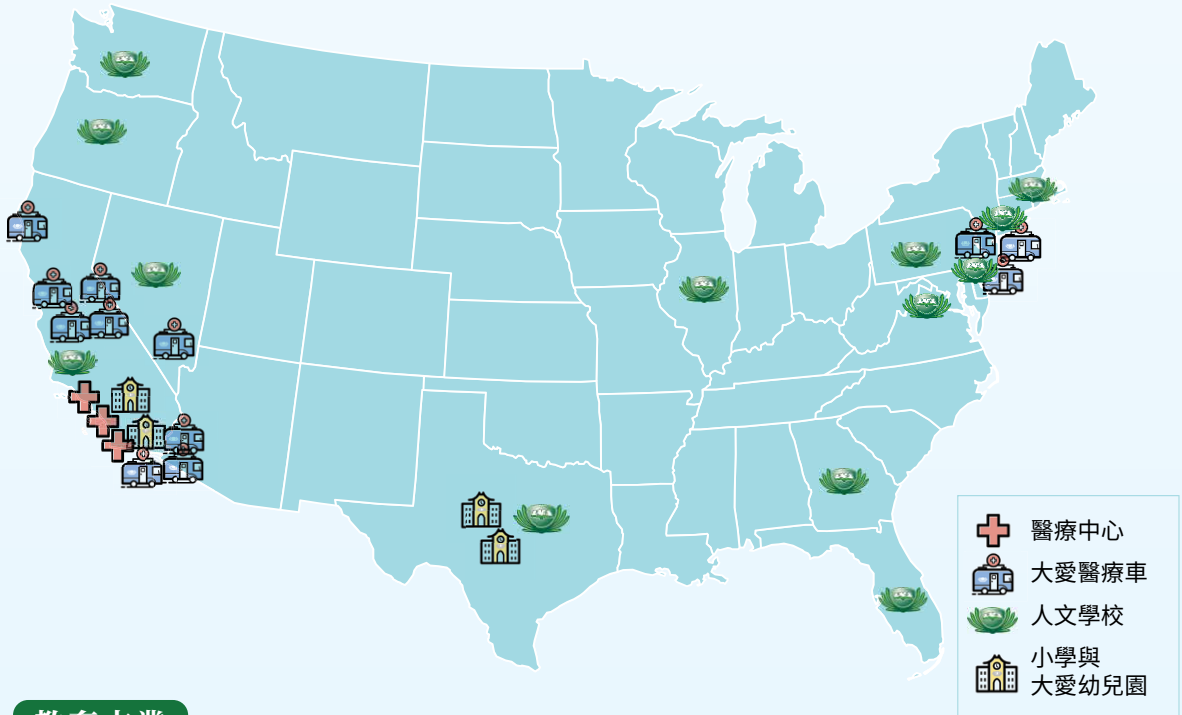 醫療中心
大愛醫療車
人文學校
小學與
大愛幼兒園